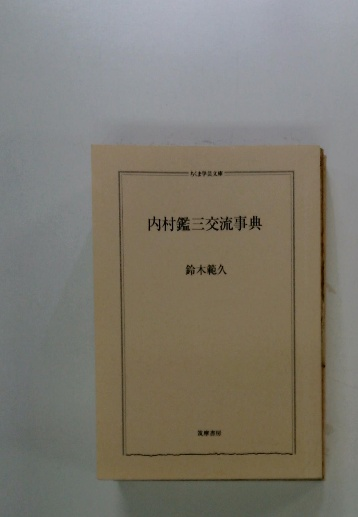 ちくま学芸文庫
内村鑑三交流事典
鈴木範久
筑摩書房